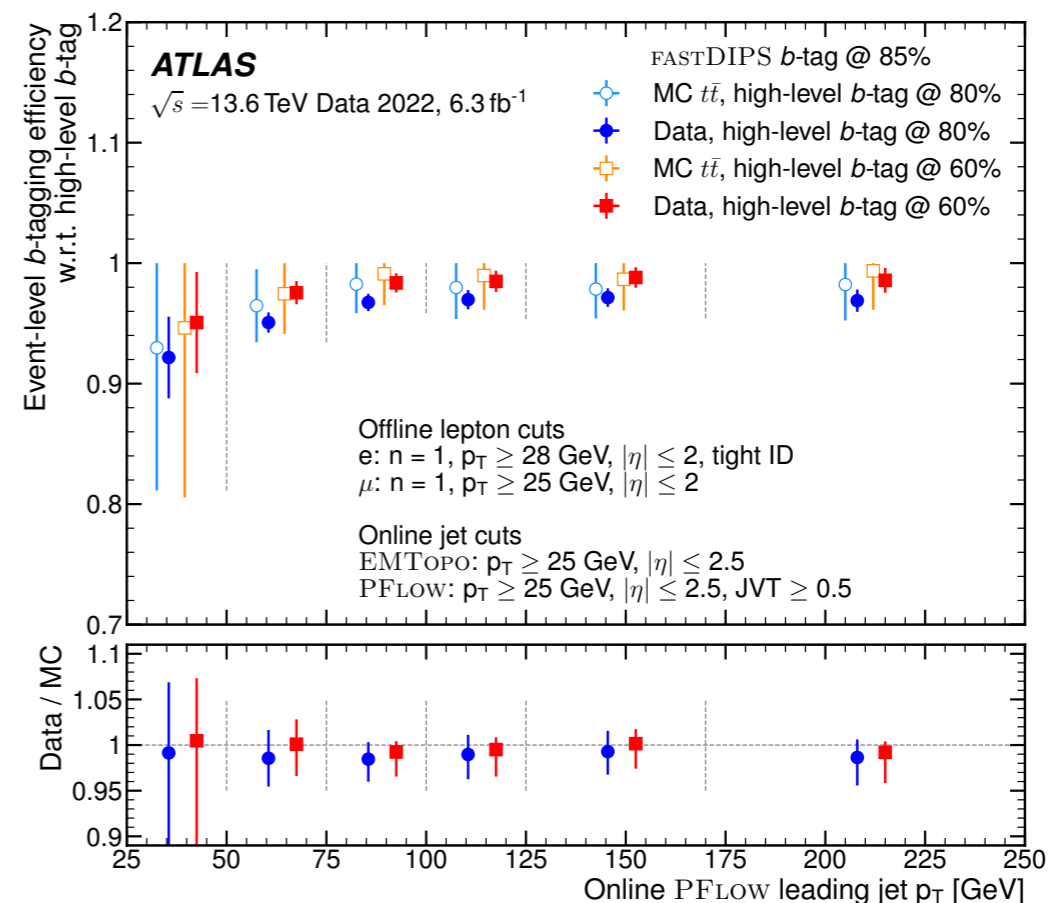 Event-level b-tagging efficiency
w.r.t. high-level b-tag
1.2
1.1
1
0.9
0.8
0.7
ATLAS
√s =13.6 TeV Data 2022, 6.3 fb⁻¹
FASTDIPS b-tag @ 85%
MC tt̄, high-level b-tag @ 80%
Data, high-level b-tag @ 80%
MC tt̄, high-level b-tag @ 60%
Data, high-level b-tag @ 60%
Offline lepton cuts
e: n = 1, p_T ≥ 28 GeV, |η| ≤ 2, tight ID
μ: n = 1, p_T ≥ 25 GeV, |η| ≤ 2
Online jet cuts
EMTOPO: p_T ≥ 25 GeV, |η| ≤ 2.5
PFLOW: p_T ≥ 25 GeV, |η| ≤ 2.5, JVT ≥ 0.5
Data / MC
1.1
1.05
1
0.95
0.9
25 50 75 100 125 150 175 200 225 250
Online PFLOW leading jet p_T [GeV]